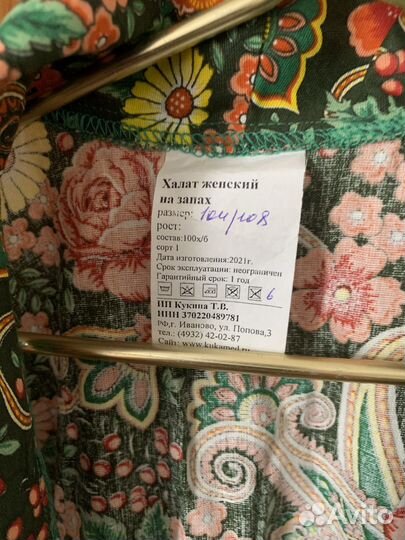 Халат женский
на запах
размер: 104/108
рост:
состав:100х/б
сорт 1
Дата изготовления:2021г.
Срок эксплуатации: неограничен
Гарантийный срок: 1 год
6
ИП Кукина Т.В.
ИНН 370220489781
РФ,г. Иваново, ул. Попова,3
тел.: (4932) 42-02-87
Сайт: www.kukamed.ru
Avito